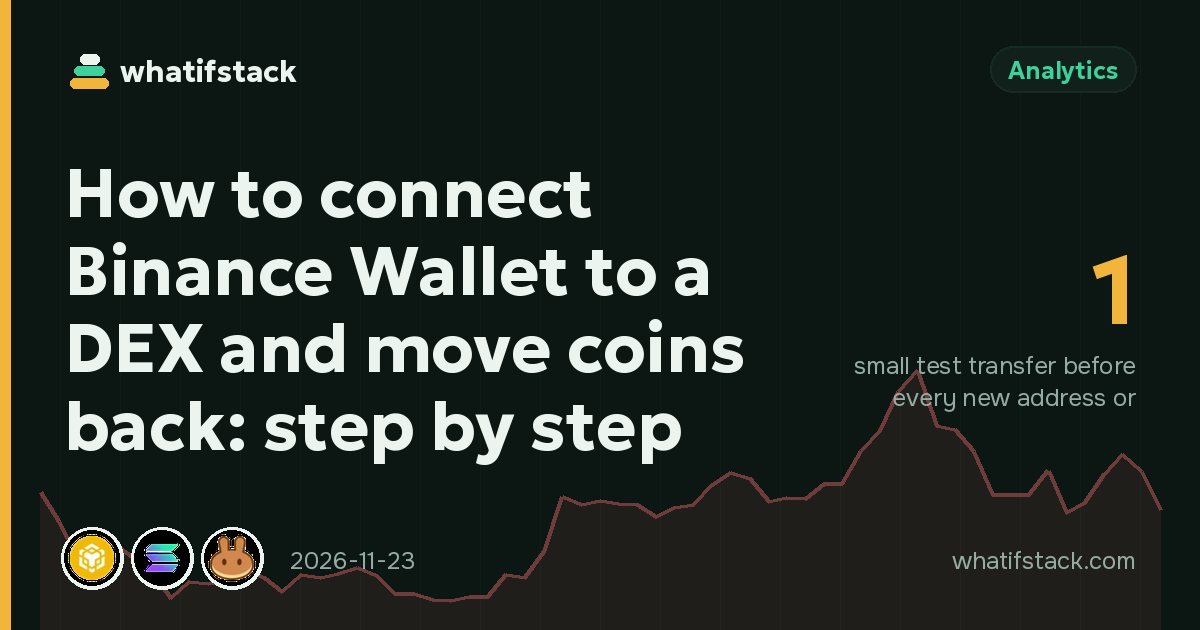 whatifstack
Analytics
How to connect
Binance Wallet to a
DEX and move coins
back: step by step
1
small test transfer before
every new address or
2026-11-23
whatifstack.com